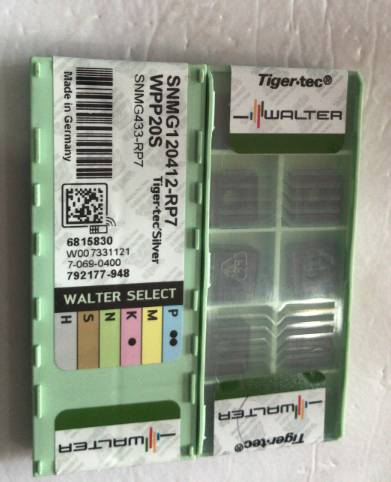 SNMG120412-RP7
WPP20S
Tiger·tec®Silver
SNMG433-RP7
Made in Germany
6815830
W007331121
7-069-0400
792177-948
WALTER SELECT
P
M
K
N
S
H
WALTER
Tiger·tec®
WALTER
WALTER
Tiger·tec®